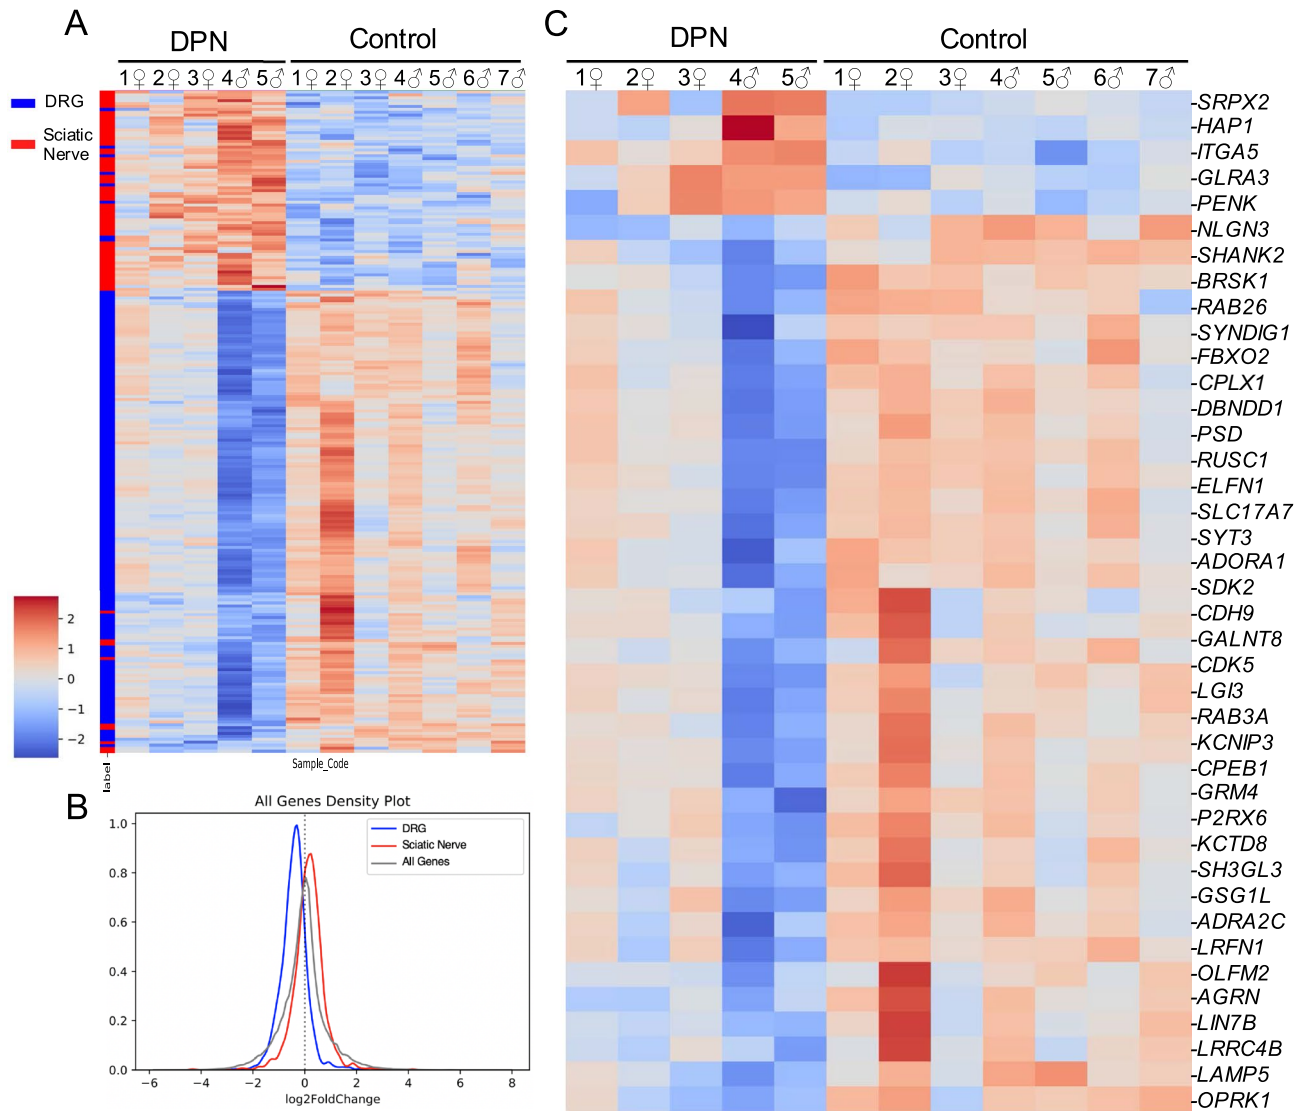 A
DPN
Control
1♀ 2♀ 3♀ 4♂ 5♂ 1♀ 2♀ 3♀ 4♂ 5♂ 6♂ 7♂
DRG
Sciatic
Nerve
2
1
0
−1
−2
label
Sample_Code
B
All Genes Density Plot
DRG
Sciatic Nerve
All Genes
1.0
0.8
0.6
0.4
0.2
0.0
−6 −4 −2 0 2 4 6 8
log2FoldChange
C
DPN
Control
1♀ 2♀ 3♀ 4♂ 5♂ 1♀ 2♀ 3♀ 4♂ 5♂ 6♂ 7♂
SRPX2
HAP1
ITGA5
GLRA3
PENK
NLGN3
SHANK2
BRSK1
RAB26
SYNDIG1
FBXO2
CPLX1
DBNDD1
PSD
RUSC1
ELFN1
SLC17A7
SYT3
ADORA1
SDK2
CDH9
GALNT8
CDK5
LGI3
RAB3A
KCNIP3
CPEB1
GRM4
P2RX6
KCTD8
SH3GL3
GSG1L
ADRA2C
LRFN1
OLFM2
AGRN
LIN7B
LRRC4B
LAMP5
OPRK1